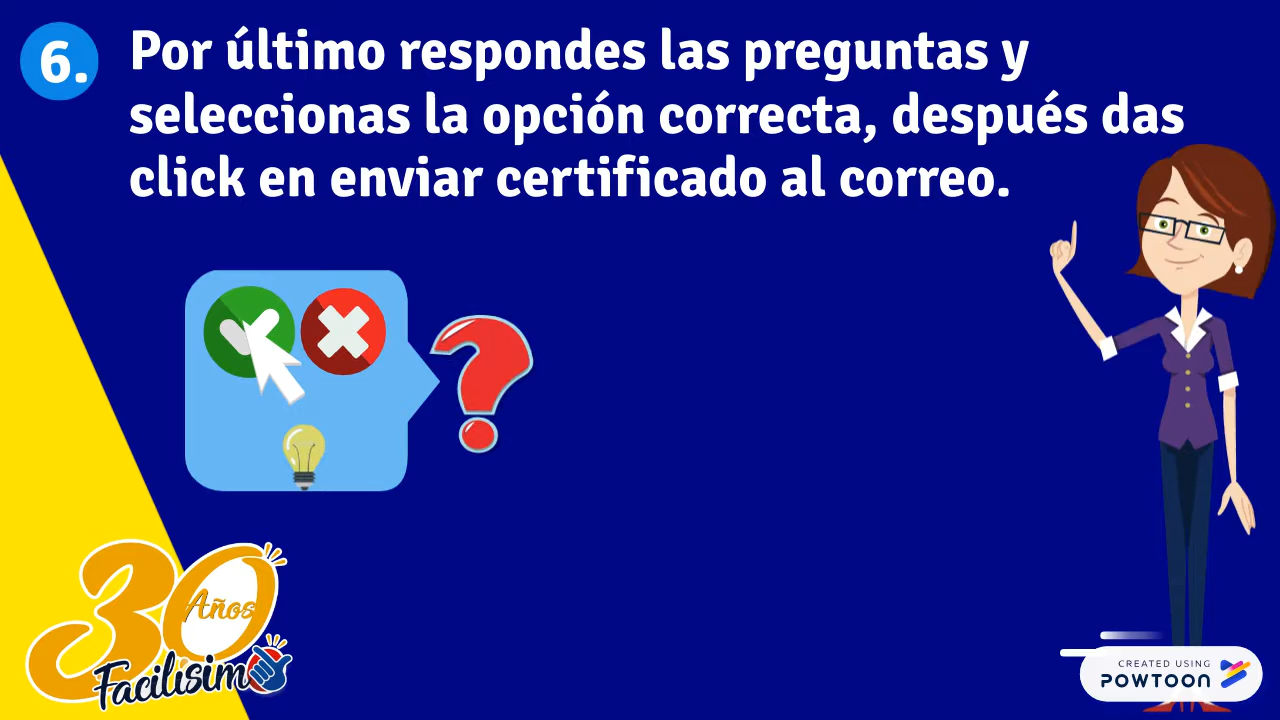 6.
Por último respondes las preguntas y
seleccionas la opción correcta, después das
click en enviar certificado al correo.
30
Años
Facilisimo
CREATED USING
POWTOON